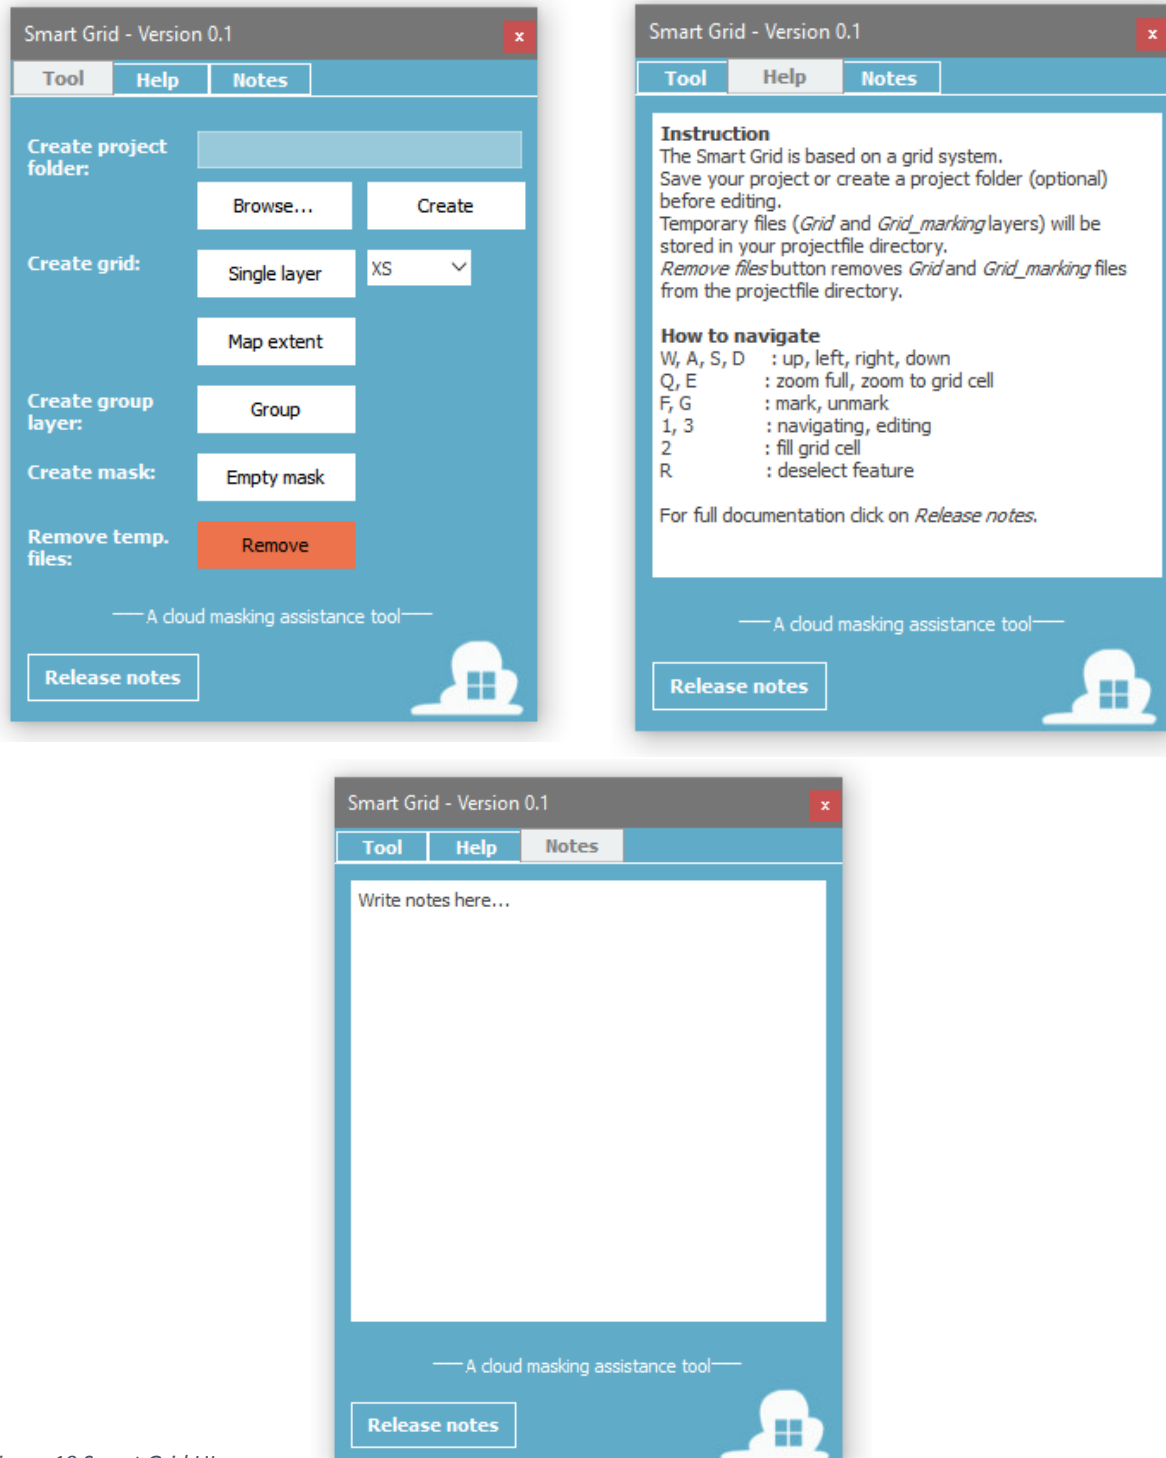 Smart Grid - Version 0.1
x
Tool Help Notes
Create project
folder:
Browse... Create
Create grid: Single layer XS
Map extent
Create group
layer: Group
Create mask: Empty mask
Remove temp.
files: Remove
A cloud masking assistance tool
Release notes
Smart Grid - Version 0.1
x
Tool Help Notes
Instruction
The Smart Grid is based on a grid system.
Save your project or create a project folder (optional)
before editing.
Temporary files (Grid and Grid_marking layers) will be
stored in your projectfile directory.
Remove files button removes Grid and Grid_marking files
from the projectfile directory.
How to navigate
W, A, S, D : up, left, right, down
Q, E : zoom full, zoom to grid cell
F, G : mark, unmark
1, 3 : navigating, editing
2 : fill grid cell
R : deselect feature
For full documentation click on Release notes.
A cloud masking assistance tool
Release notes
Smart Grid - Version 0.1
x
Tool Help Notes
Write notes here...
A cloud masking assistance tool
Release notes